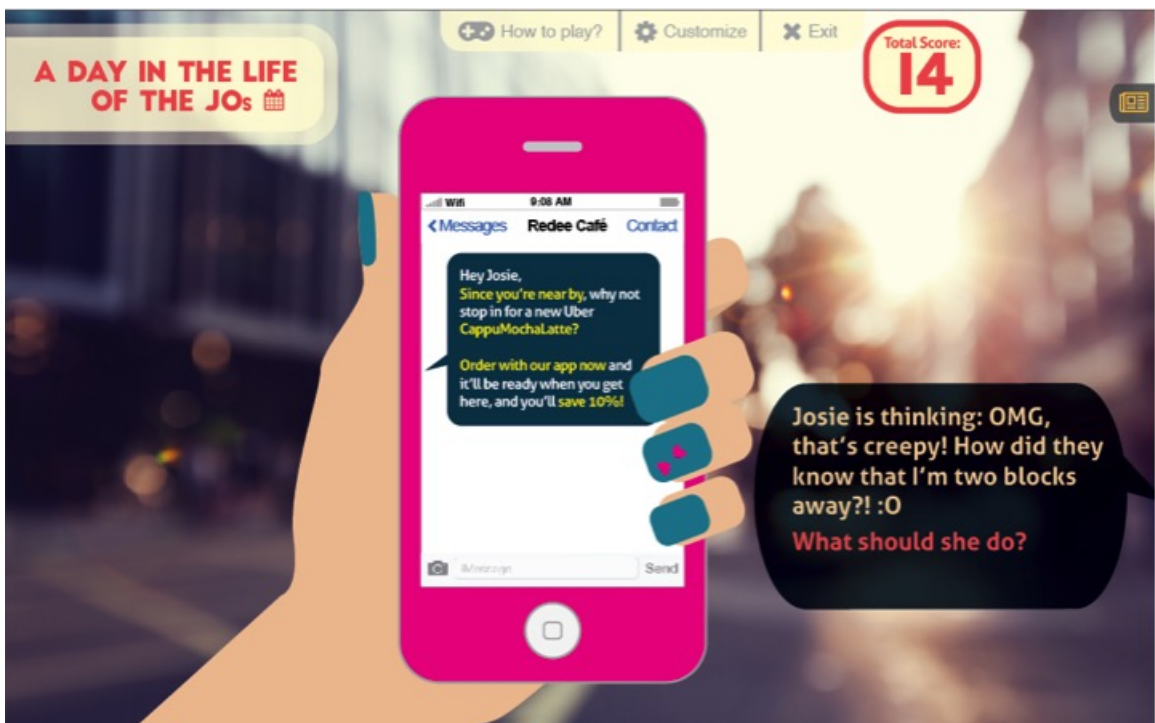 How to play?
Customize
Exit
Total Score:
14
A DAY IN THE LIFE
OF THE JOs
Wifi
9:08 AM
Messages
Redee Café
Contact
Hey Josie,
Since you're near by, why not
stop in for a new Uber
CappuMochaLatte?
Order with our app now and
it'll be ready when you get
here, and you'll save 10%!
iMessage
Send
Josie is thinking: OMG,
that's creepy! How did they
know that I'm two blocks
away?! :O
What should she do?